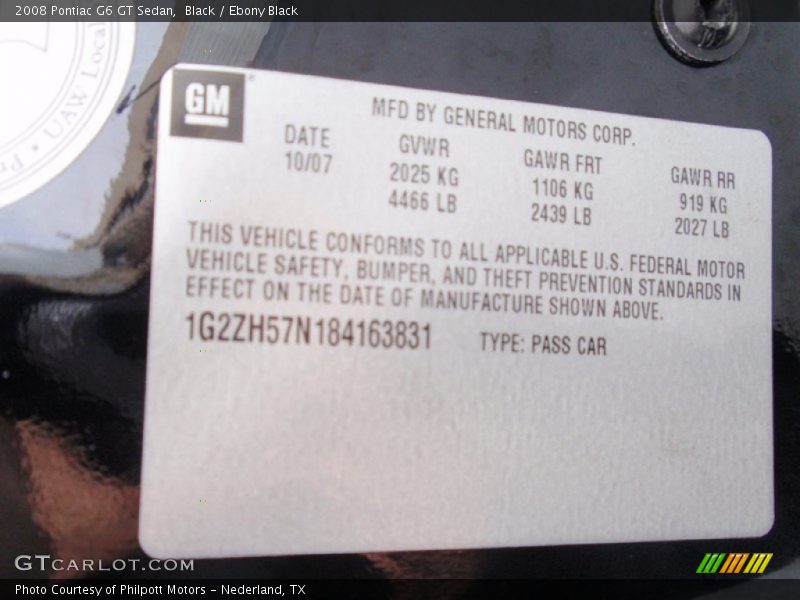 2008 Pontiac G6 GT Sedan, Black / Ebony Black
UAW Local
GM
MFD BY GENERAL MOTORS CORP.
DATE GVWR GAWR FRT GAWR RR
10/07 2025 KG 1106 KG 919 KG
4466 LB 2439 LB 2027 LB
THIS VEHICLE CONFORMS TO ALL APPLICABLE U.S. FEDERAL MOTOR
VEHICLE SAFETY, BUMPER, AND THEFT PREVENTION STANDARDS IN
EFFECT ON THE DATE OF MANUFACTURE SHOWN ABOVE.
1G2ZH57N184163831 TYPE: PASS CAR
GTCARLOT.COM
Photo Courtesy of Philpott Motors - Nederland, TX